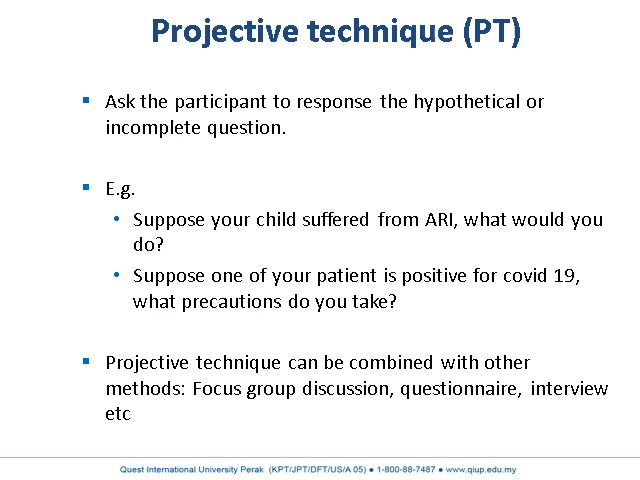 Projective technique (PT)
▪ Ask the participant to response the hypothetical or
incomplete question.
▪ E.g.
• Suppose your child suffered from ARI, what would you
do?
• Suppose one of your patient is positive for covid 19,
what precautions do you take?
▪ Projective technique can be combined with other
methods: Focus group discussion, questionnaire, interview
etc
Quest International University Perak (KPT/JPT/DFT/US/A 05) ● 1-800-88-7487 ● www.qiup.edu.my